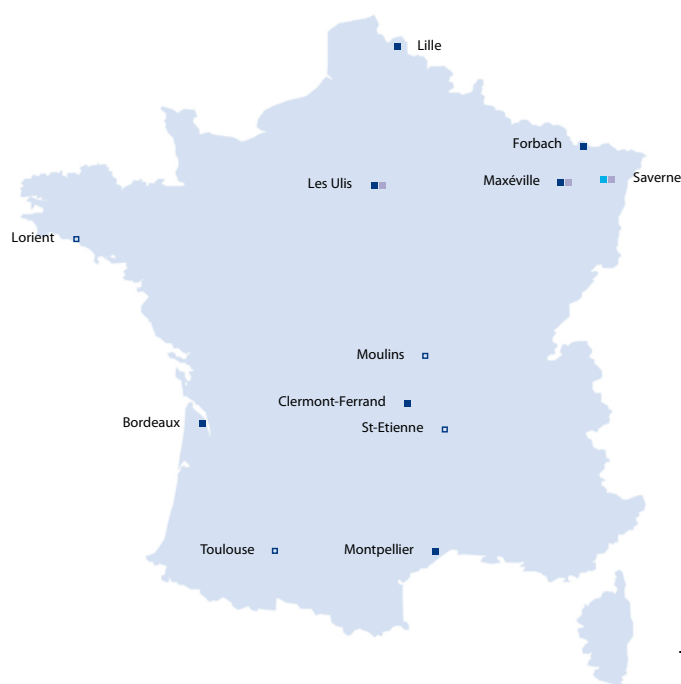 Lille
Forbach
Saverne
Maxéville
Les Ulis
Lorient
Moulins
Clermont-Ferrand
Bordeaux
St-Etienne
Toulouse
Montpellier